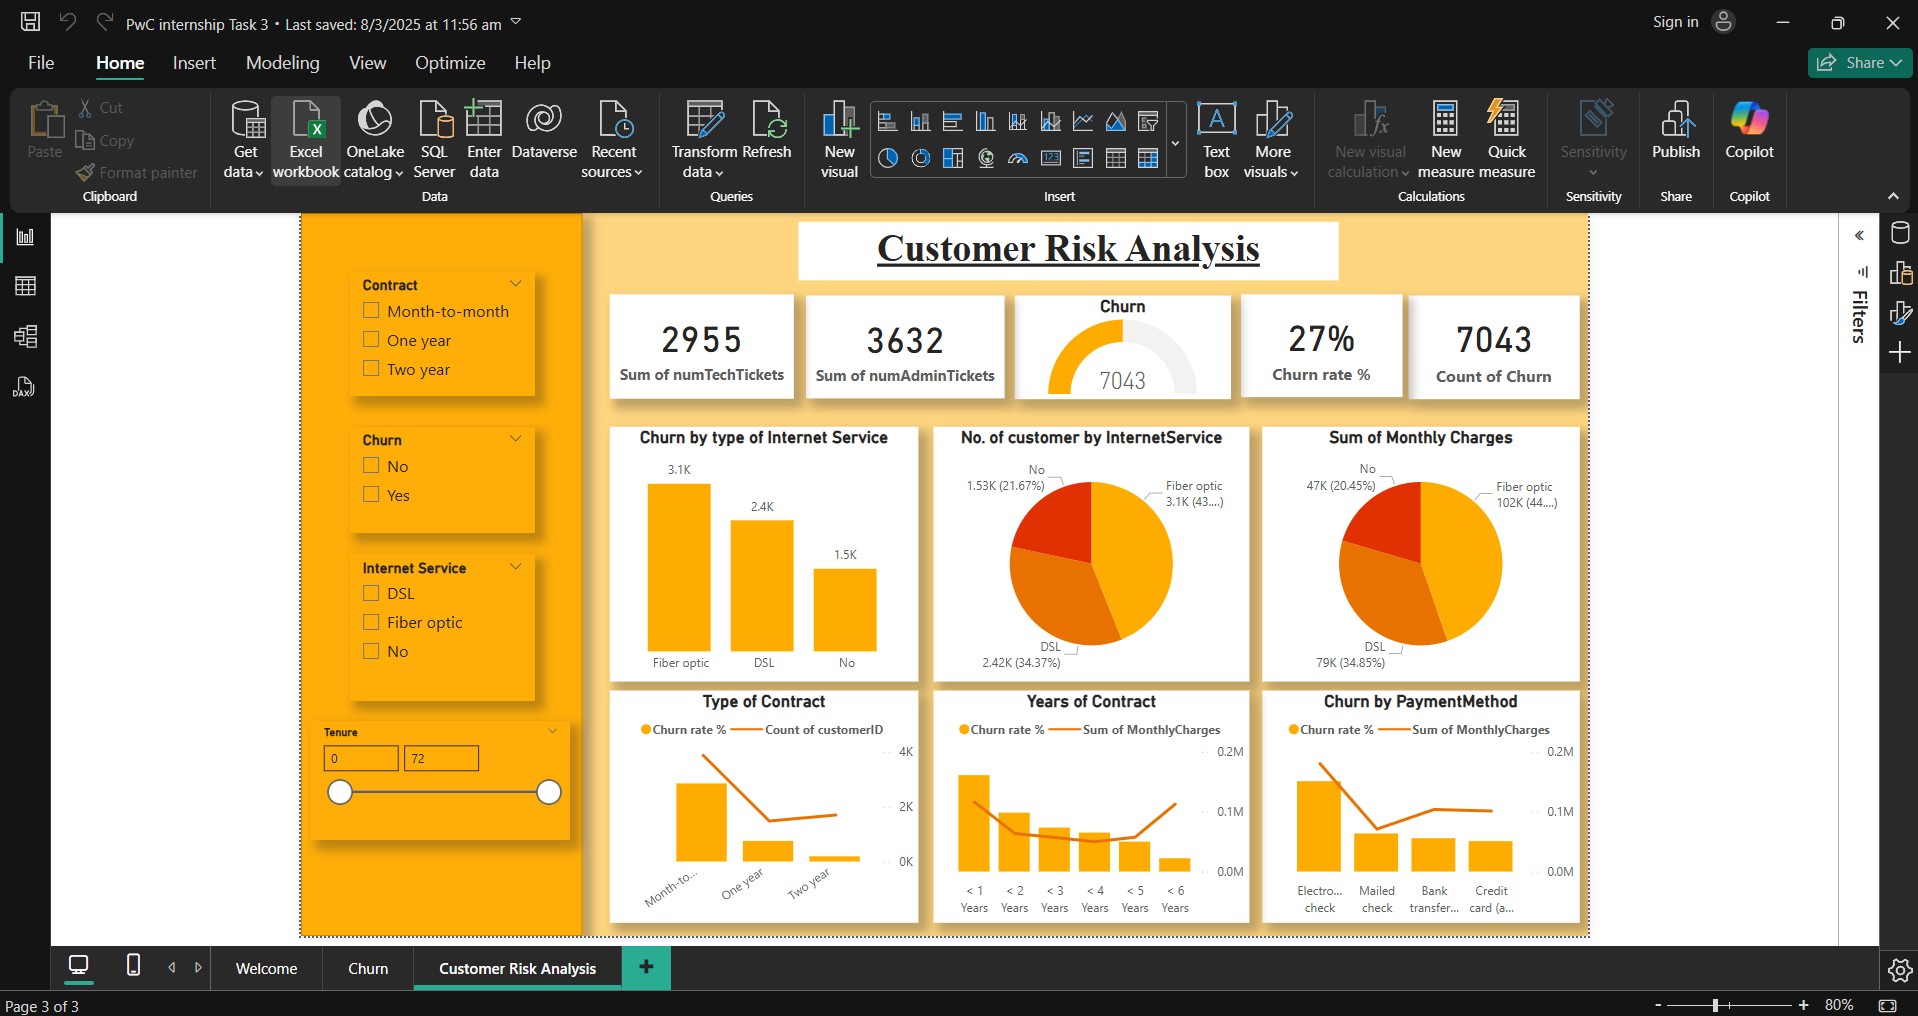 PwC internship Task 3 • Last saved: 8/3/2025 at 11:56 am
Sign in
File Home Insert Modeling View Optimize Help
Share
Paste
Cut
Copy
Format painter
Clipboard
Get data
Excel workbook
OneLake catalog
SQL Server
Enter data
Dataverse
Recent sources
Data
Transform data
Refresh
Queries
New visual
Text box
More visuals
Insert
New visual calculation
New measure
Quick measure
Calculations
Sensitivity
Sensitivity
Publish
Share
Copilot
Copilot
Customer Risk Analysis
Contract
Month-to-month
One year
Two year
Churn
No
Yes
Internet Service
DSL
Fiber optic
No
Tenure
0 72
2955
Sum of numTechTickets
3632
Sum of numAdminTickets
Churn
7043
27%
Churn rate %
7043
Count of Churn
Churn by type of Internet Service
3.1K
2.4K
1.5K
Fiber optic DSL No
No. of customer by InternetService
No
1.53K (21.67%)
Fiber optic
3.1K (43....)
DSL
2.42K (34.37%)
Sum of Monthly Charges
No
47K (20.45%)
Fiber optic
102K (44....)
DSL
79K (34.85%)
Type of Contract
Churn rate % Count of customerID
4K
2K
0K
Month-to... One year Two year
Years of Contract
Churn rate % Sum of MonthlyCharges
0.2M
0.1M
0.0M
< 1 < 2 < 3 < 4 < 5 < 6
Years Years Years Years Years Years
Churn by PaymentMethod
Churn rate % Sum of MonthlyCharges
0.2M
0.1M
0.0M
Electro... Mailed Bank Credit
check check transfer... card (a...
Filters
DAX
Welcome Churn Customer Risk Analysis
Page 3 of 3
- + 80%